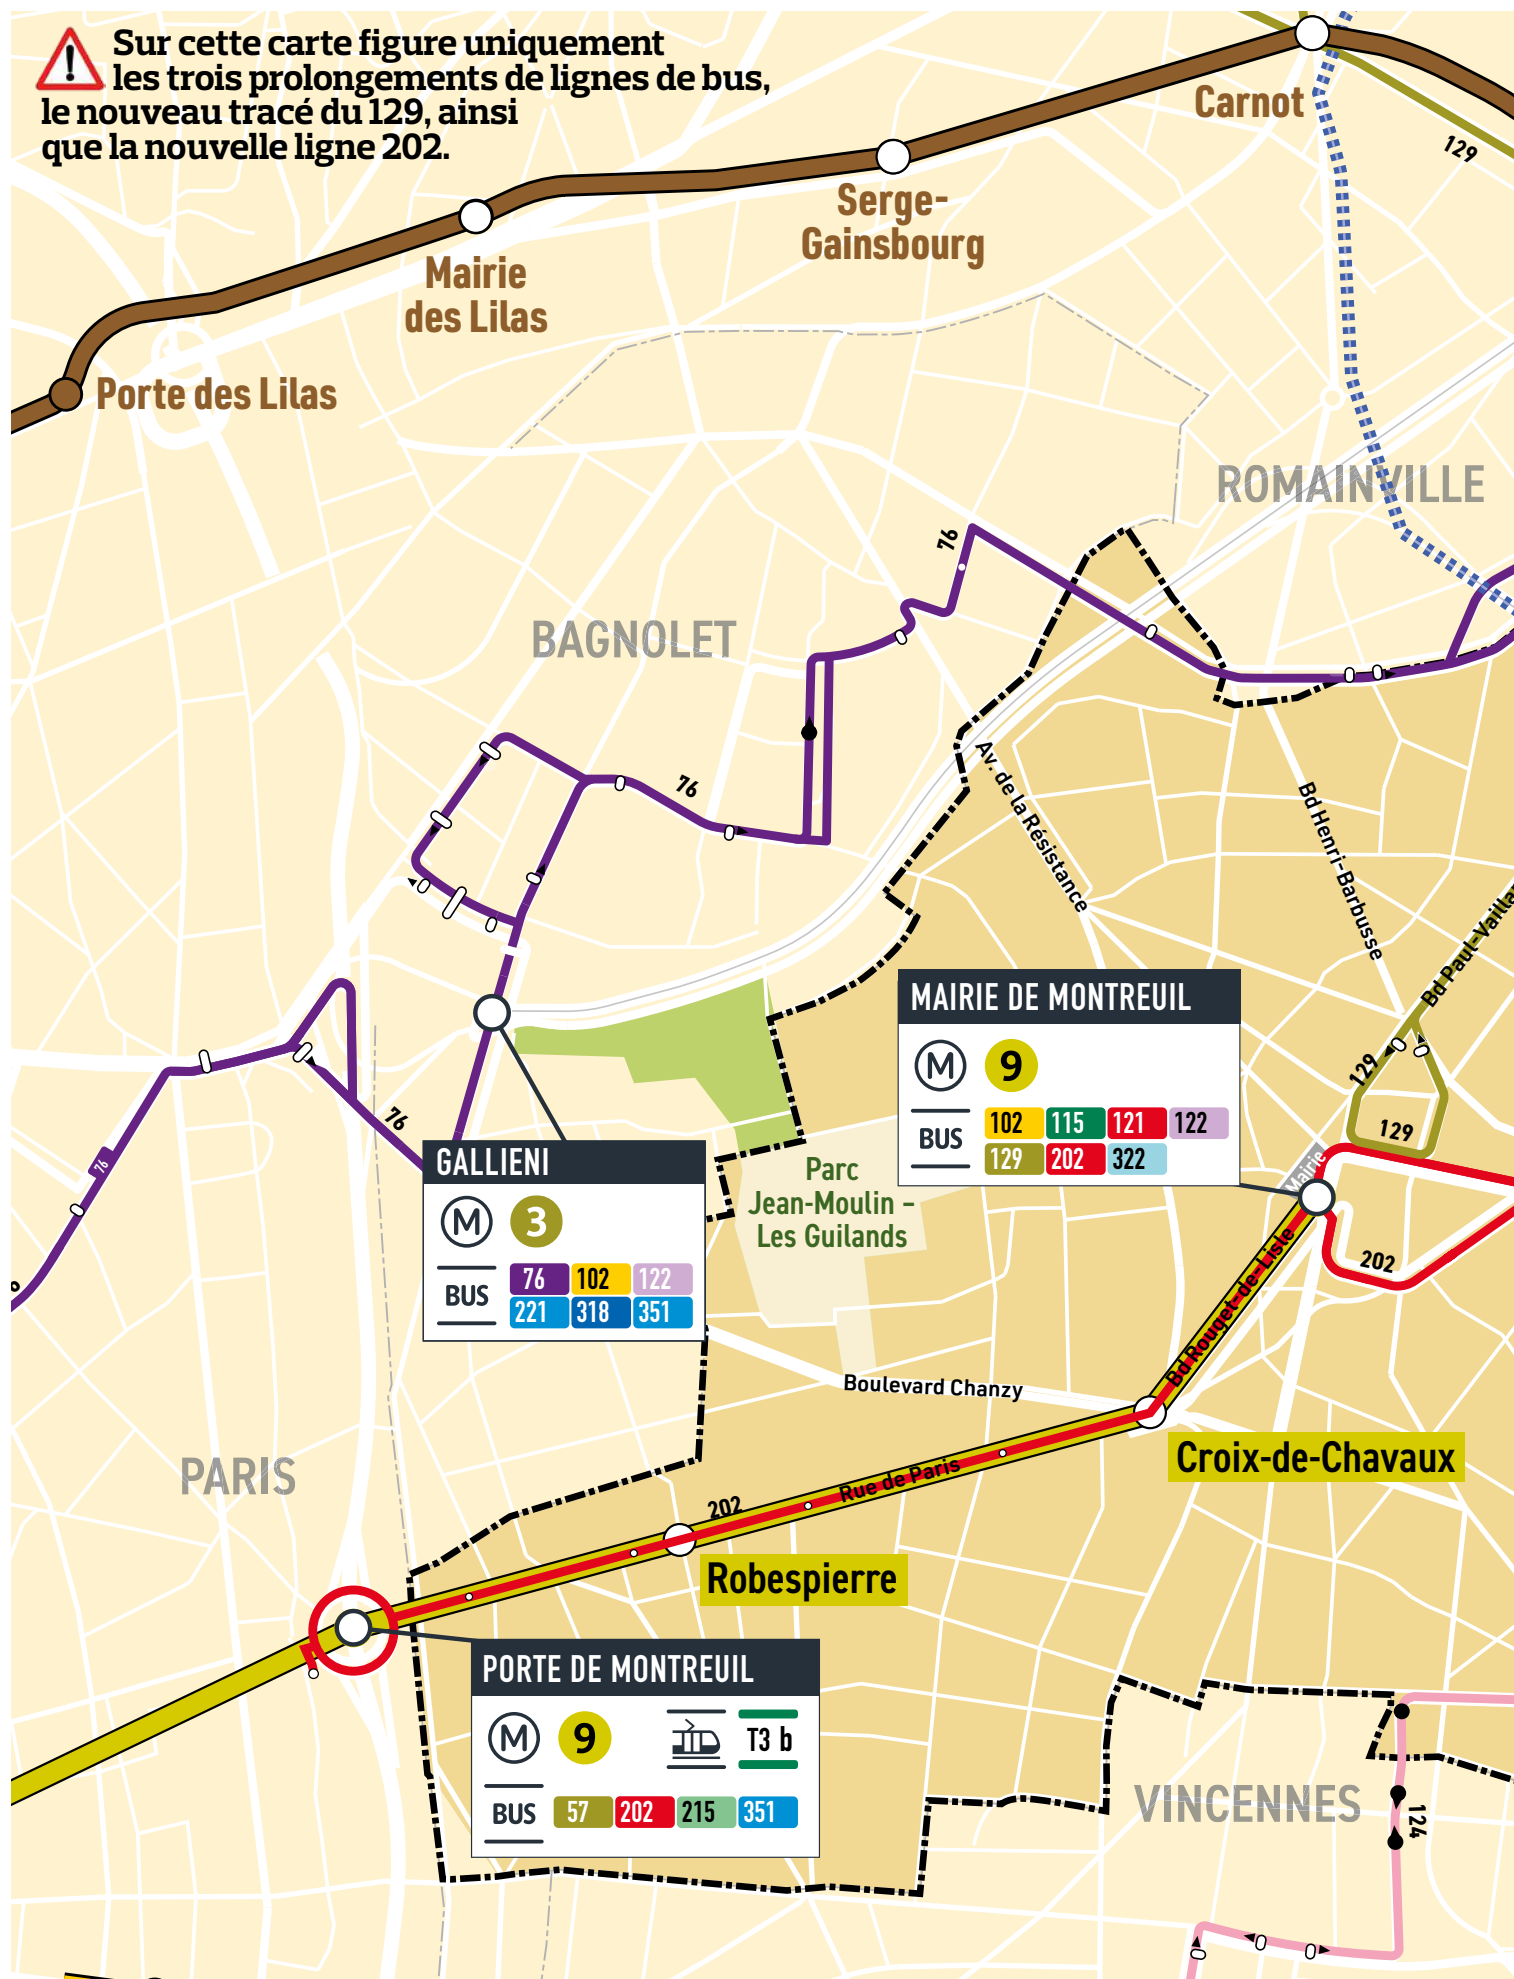 Sur cette carte figure uniquement
les trois prolongements de lignes de bus,
le nouveau tracé du 129, ainsi
que la nouvelle ligne 202.
Carnot
129
Serge-
Gainsbourg
Mairie
des Lilas
Porte des Lilas
ROMAINVILLE
76
BAGNOLET
76
Av. de la Résistance
Bd Henri-Barbusse
Bd Paul-Vaillan
MAIRIE DE MONTREUIL
M 9
BUS
102 115 121 122
129 202 322
129
129
76
76
Mairie
GALLIENI
M 3
BUS
76 102 122
221 318 351
Parc
Jean-Moulin –
Les Guilands
202
Bd Rouget-de-Lisle
Boulevard Chanzy
Croix-de-Chavaux
PARIS
Rue de Paris
202
Robespierre
PORTE DE MONTREUIL
M 9 T3 b
BUS
57 202 215 351
VINCENNES
124